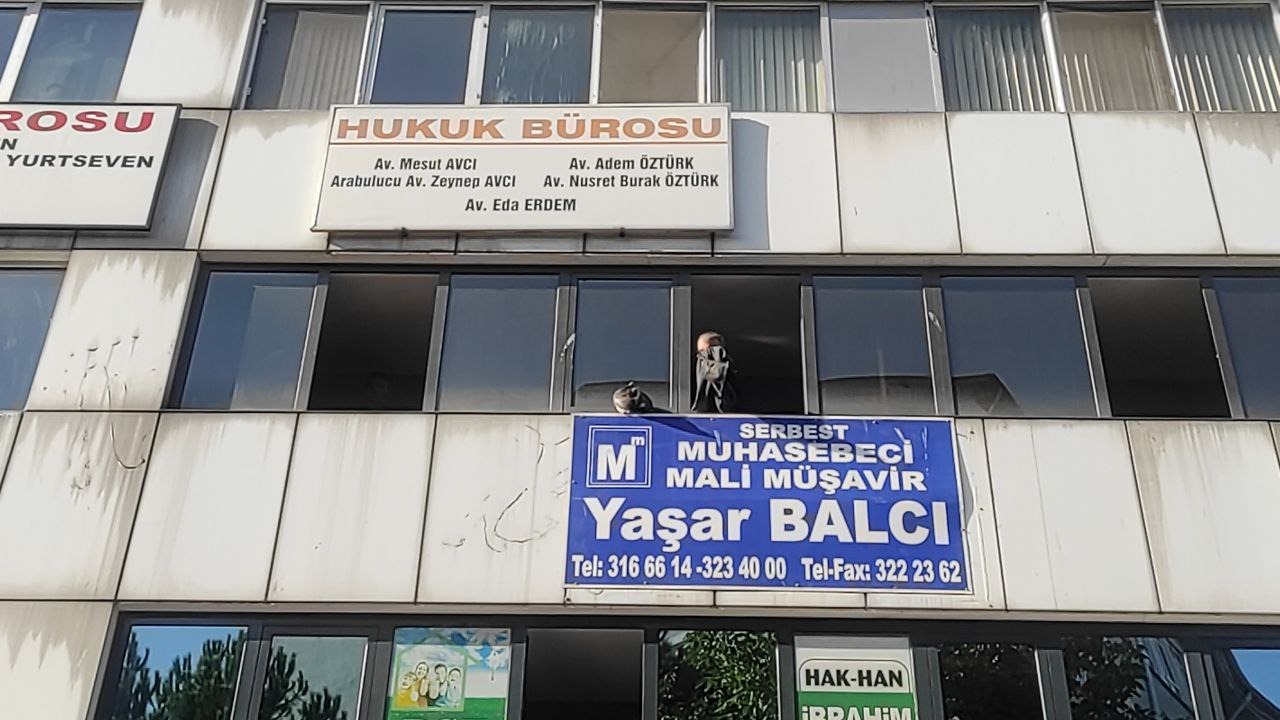 ROSU
N
YURTSEVEN
HUKUK BÜROSU
Av. Mesut AVCI
Av. Adem ÖZTÜRK
Arabulucu Av. Zeynep AVCI
Av. Nusret Burak ÖZTÜRK
Av. Eda ERDEM
Mm
SERBEST
MUHASEBECİ
MALİ MÜŞAVİR
Yaşar BALCI
Tel: 316 66 14 -323 40 00 Tel-Fax: 322 23 62
HAK-HAN
İBRAHİM